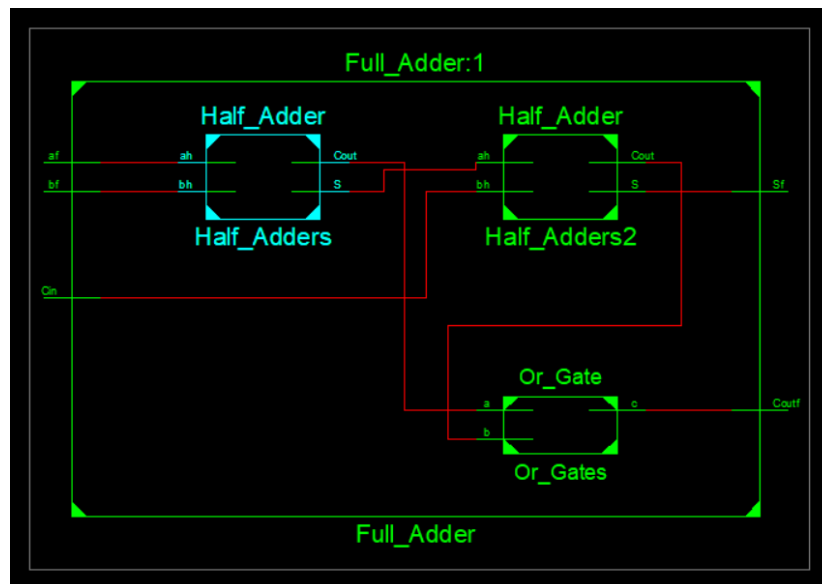 Full_Adder:1
Half_Adder Half_Adder
af ah Cout ah Cout
bf bh S bh S Sf
Half_Adders Half_Adders2
Cin
Or_Gate
a c Coutf
b
Or_Gates
Full_Adder